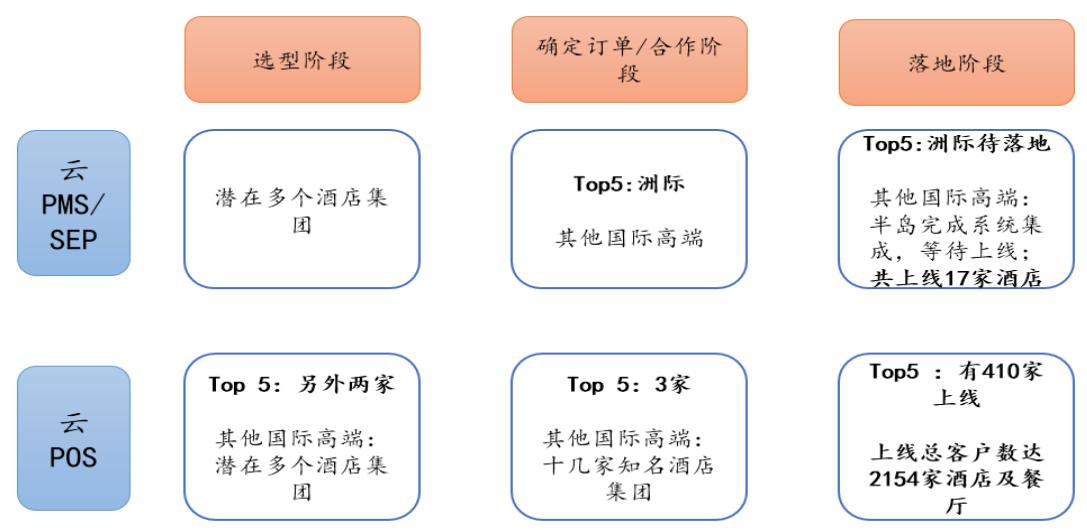 选型阶段
确定订单/合作阶
段
落地阶段
云
PMS/
SEP
潜在多个酒店集
团
Top5:洲际
其他国际高端
Top5:洲际待落地
其他国际高端：
半岛完成系统集
成，等待上线；
共上线17家酒店
云
POS
Top 5: 另外两家
其他国际高端：
潜在多个酒店集
团
Top 5: 3家
其他国际高端：
十几家知名酒店
集团
Top5 : 有410家
上线
上线总客户数达
2154家酒店及餐
厅